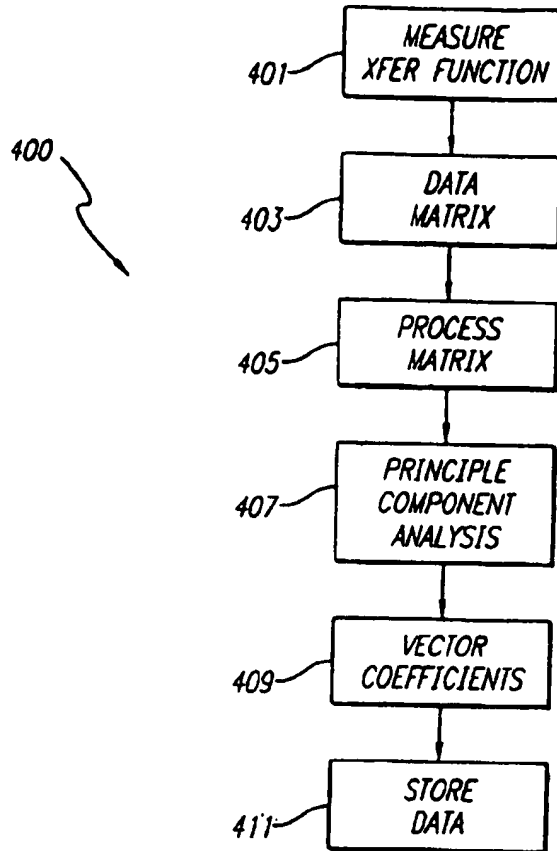 MEASURE
XFER FUNCTION
401
400
DATA
MATRIX
403
PROCESS
MATRIX
405
PRINCIPLE
COMPONENT
ANALYSIS
407
VECTOR
COEFFICIENTS
409
STORE
DATA
411